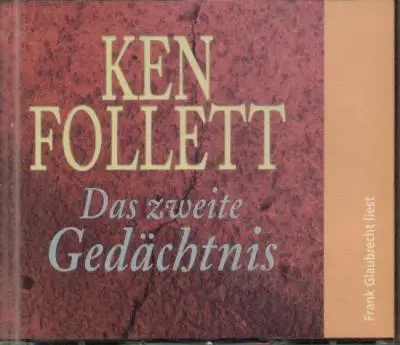 KEN
FOLLETT
Das zweite
Gedächtnis
Frank Glaubrecht liest